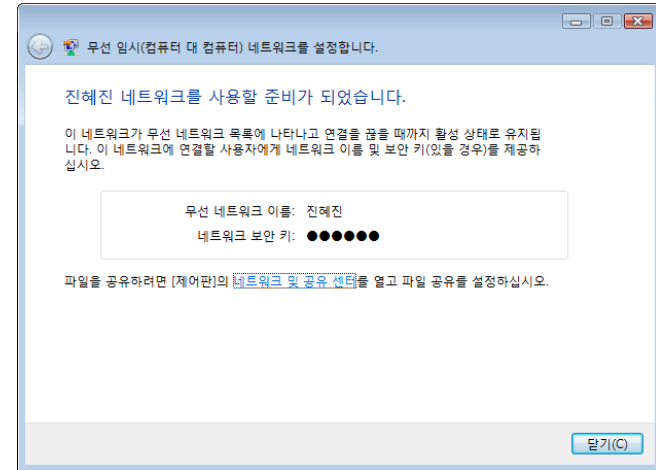 무선 임시(컴퓨터 대 컴퓨터) 네트워크를 설정합니다.
진혜진 네트워크를 사용할 준비가 되었습니다.
이 네트워크가 무선 네트워크 목록에 나타나고 연결을 끊을 때까지 활성 상태로 유지됩
니다. 이 네트워크에 연결할 사용자에게 네트워크 이름 및 보안 키(있을 경우)를 제공하
십시오.
무선 네트워크 이름: 진혜진
네트워크 보안 키: ●●●●●●
파일을 공유하려면 [제어판]의 네트워크 및 공유 센터를 열고 파일 공유를 설정하십시오.
닫기(C)